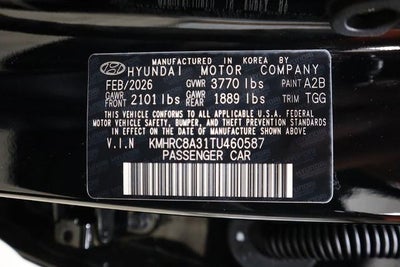 MANUFACTURED IN KOREA BY
HYUNDAI MOTOR COMPANY
FEB/2026 GVWR 3770 lbs PAINT A2B
GAWR FRONT 2101 lbs GAWR REAR 1889 lbs TRIM TGG
THIS VEHICLE CONFORMS TO ALL APPLICABLE U.S. FEDERAL
MOTOR VEHICLE SAFETY, BUMPER, AND THEFT PREVENTION
STANDARDS IN EFFECT ON THE DATE OF MANUFACTURE SHOWN ABOVE.
V.I.N KMHRC8A31TU460587
PASSENGER CAR